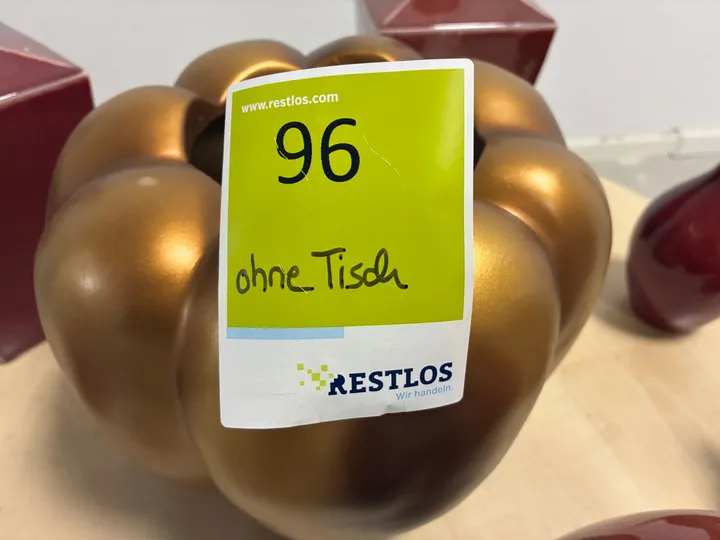 www.restlos.com
96
ohne Tisch
RESTLOS
Wir handeln.